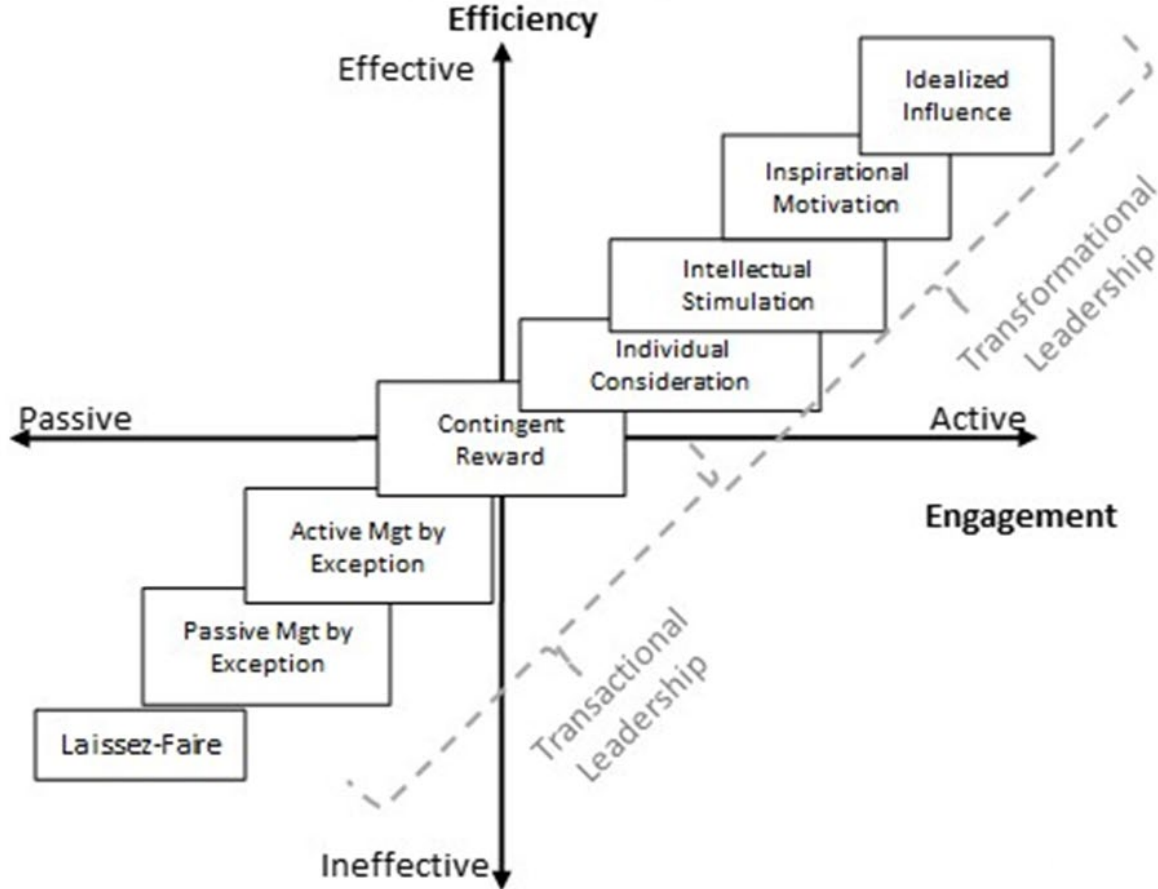 Efficiency
Effective
Idealized
Influence
Inspirational
Motivation
Intellectual
Stimulation
Individual
Consideration
Transformational
Leadership
Passive
Contingent
Reward
Active
Engagement
Active Mgt by
Exception
Passive Mgt by
Exception
Transactional
Leadership
Laissez-Faire
Ineffective